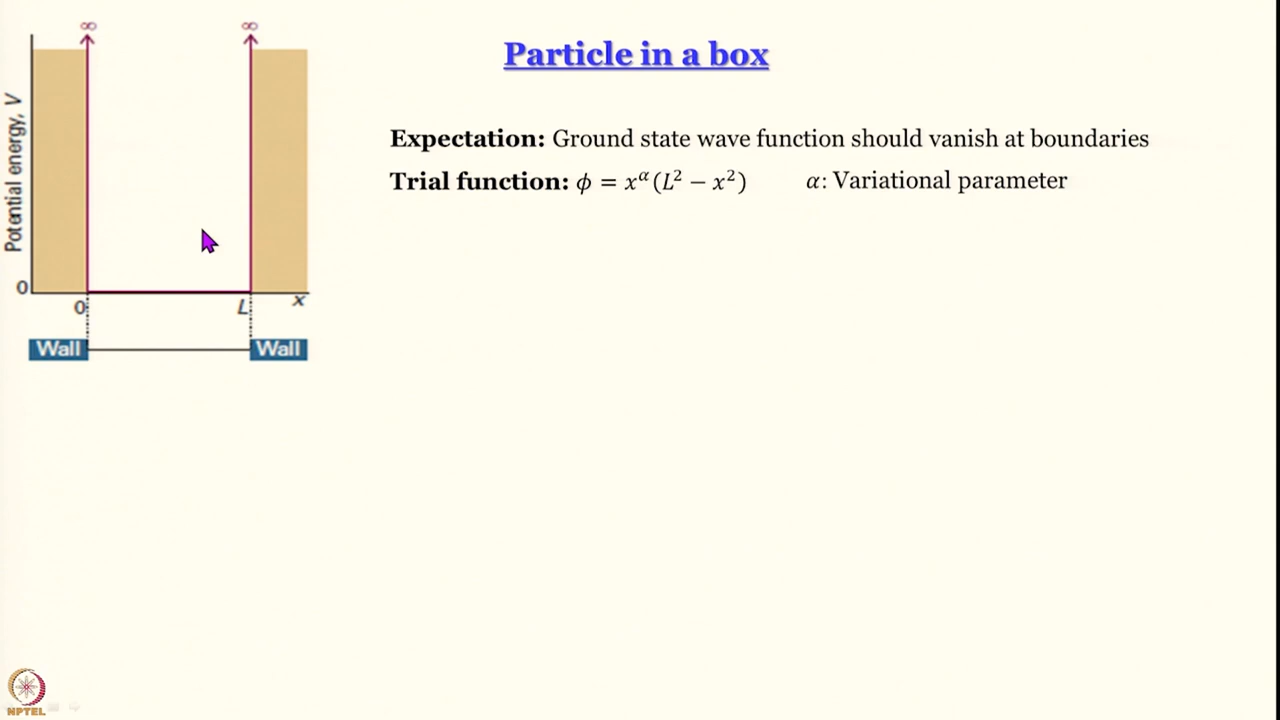 Particle in a box
∞ ∞
Potential energy, V
Expectation: Ground state wave function should vanish at boundaries
Trial function: ϕ = x^α(L² − x²) α: Variational parameter
0
0 L x
Wall Wall
NPTEL